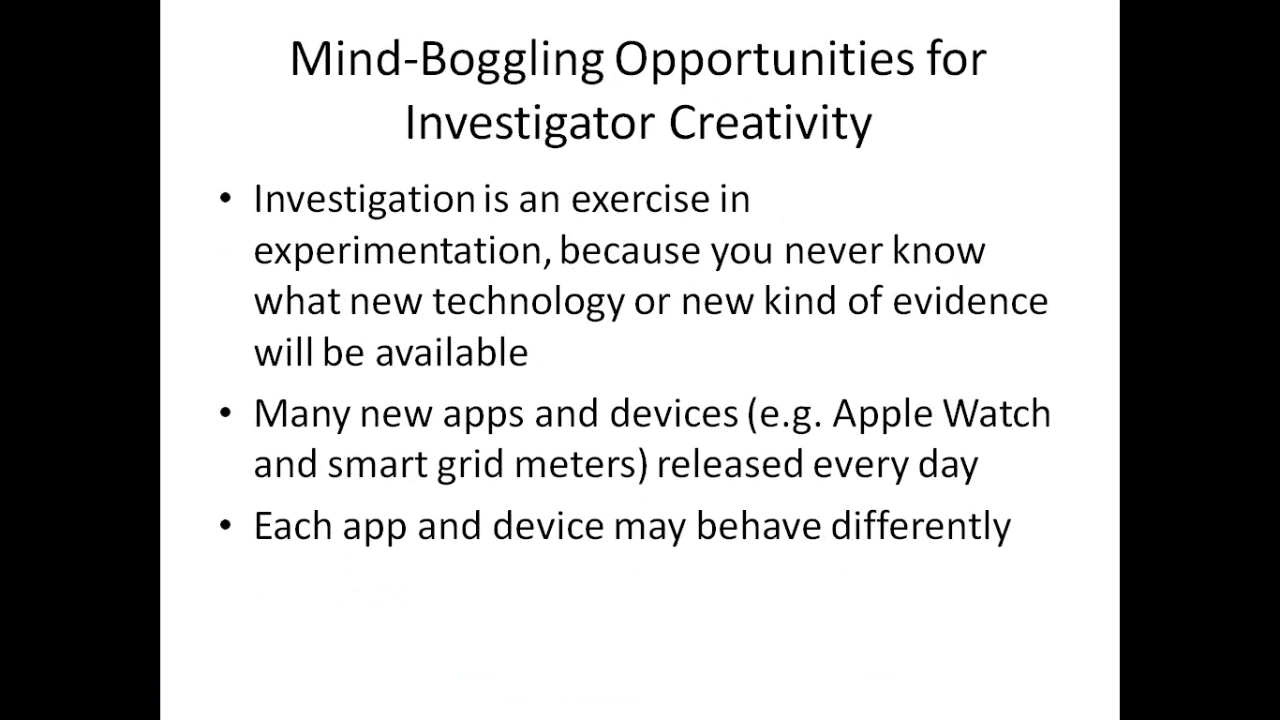 Mind-Boggling Opportunities for
Investigator Creativity
• Investigation is an exercise in
experimentation, because you never know
what new technology or new kind of evidence
will be available
• Many new apps and devices (e.g. Apple Watch
and smart grid meters) released every day
• Each app and device may behave differently